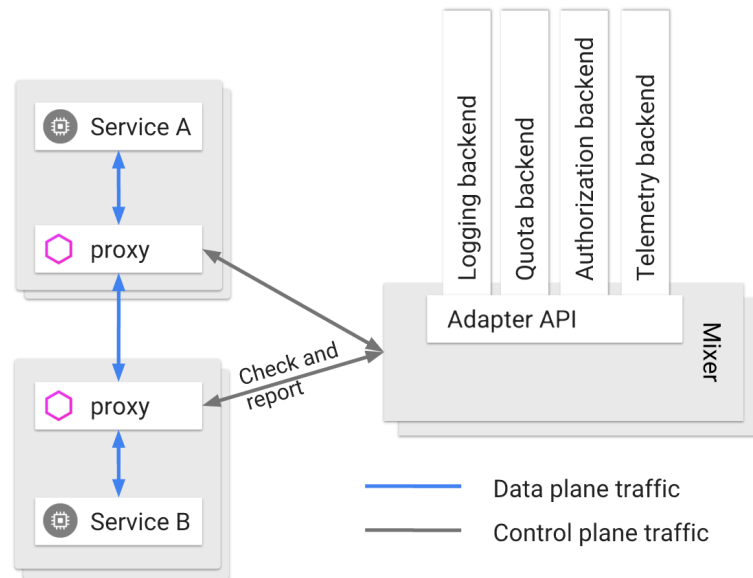 Service A
proxy
proxy
Service B
Check and
report
Logging backend
Quota backend
Authorization backend
Telemetry backend
Adapter API
Mixer
Data plane traffic
Control plane traffic